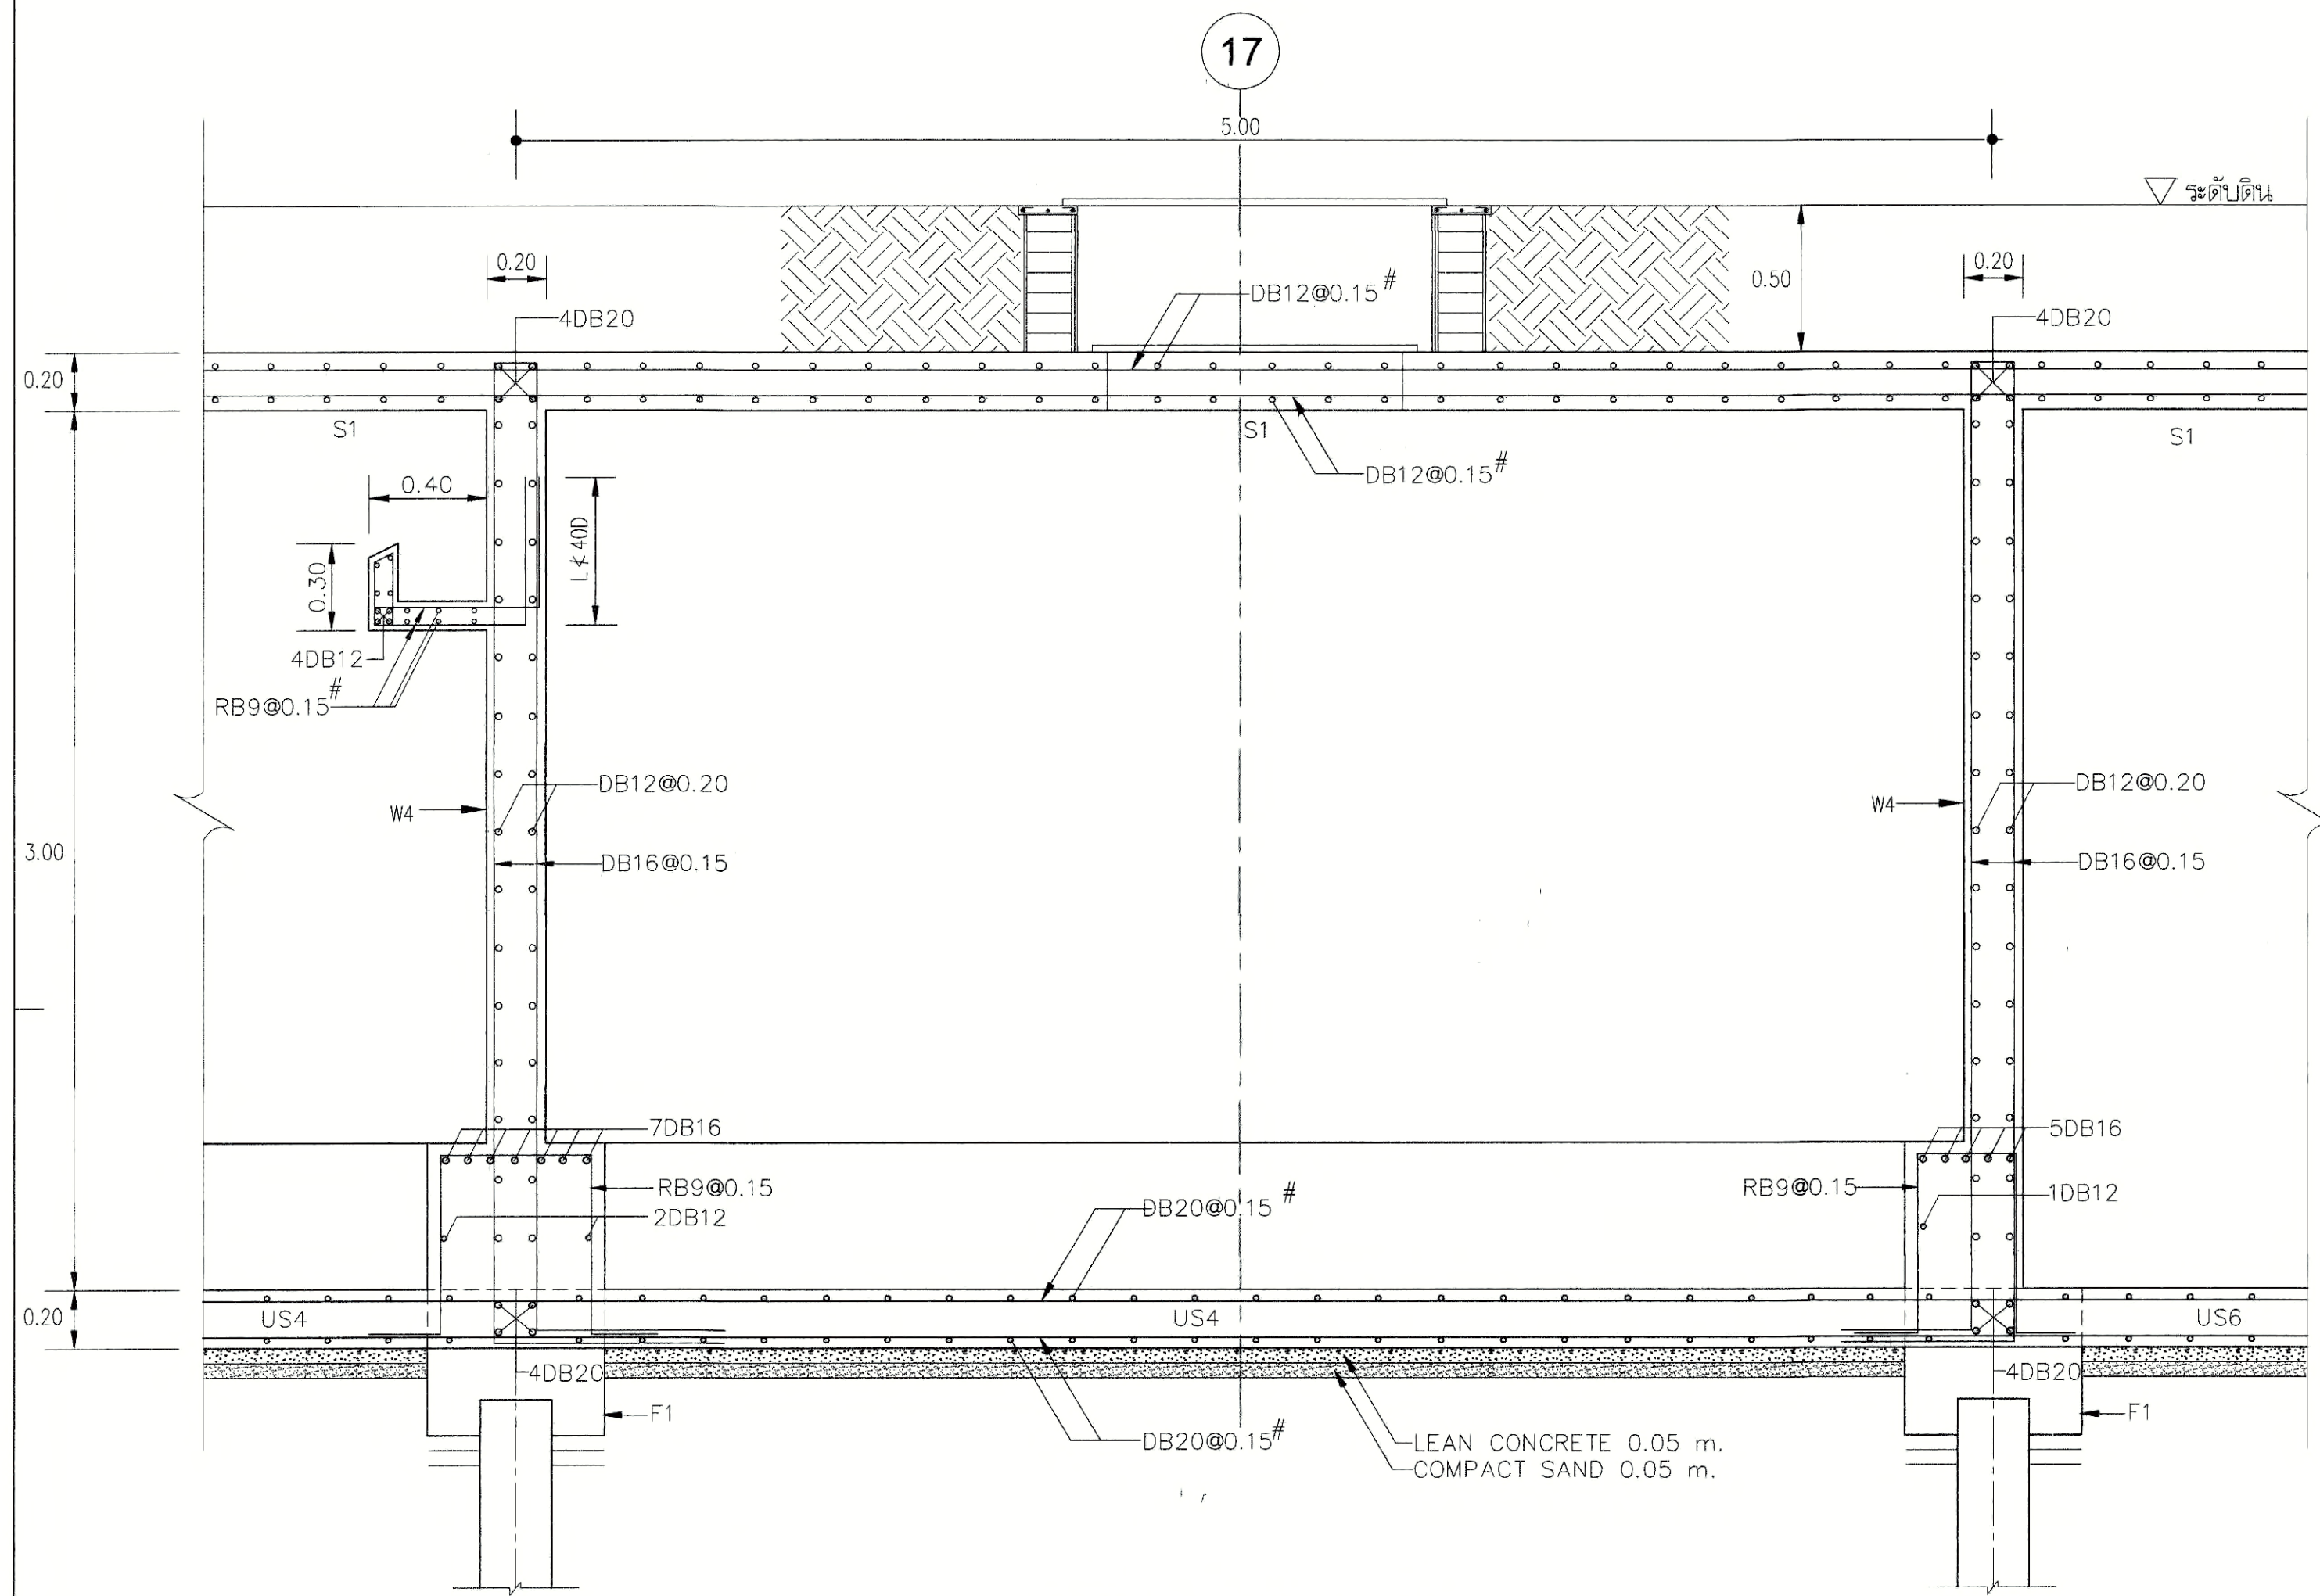 17
5.00
ระดับดิน
0.20
0.50
0.20
DB12@0.15#
4DB20
4DB20
0.20
S1
S1
S1
0.40
DB12@0.15#
L≮40D
0.30
4DB12
RB9@0.15#
DB12@0.20
DB12@0.20
W4
W4
3.00
DB16@0.15
DB16@0.15
7DB16
5DB16
RB9@0.15
RB9@0.15
2DB12
DB20@0.15#
1DB12
0.20
US4
US4
US6
4DB20
4DB20
F1
F1
DB20@0.15#
LEAN CONCRETE 0.05 m.
COMPACT SAND 0.05 m.